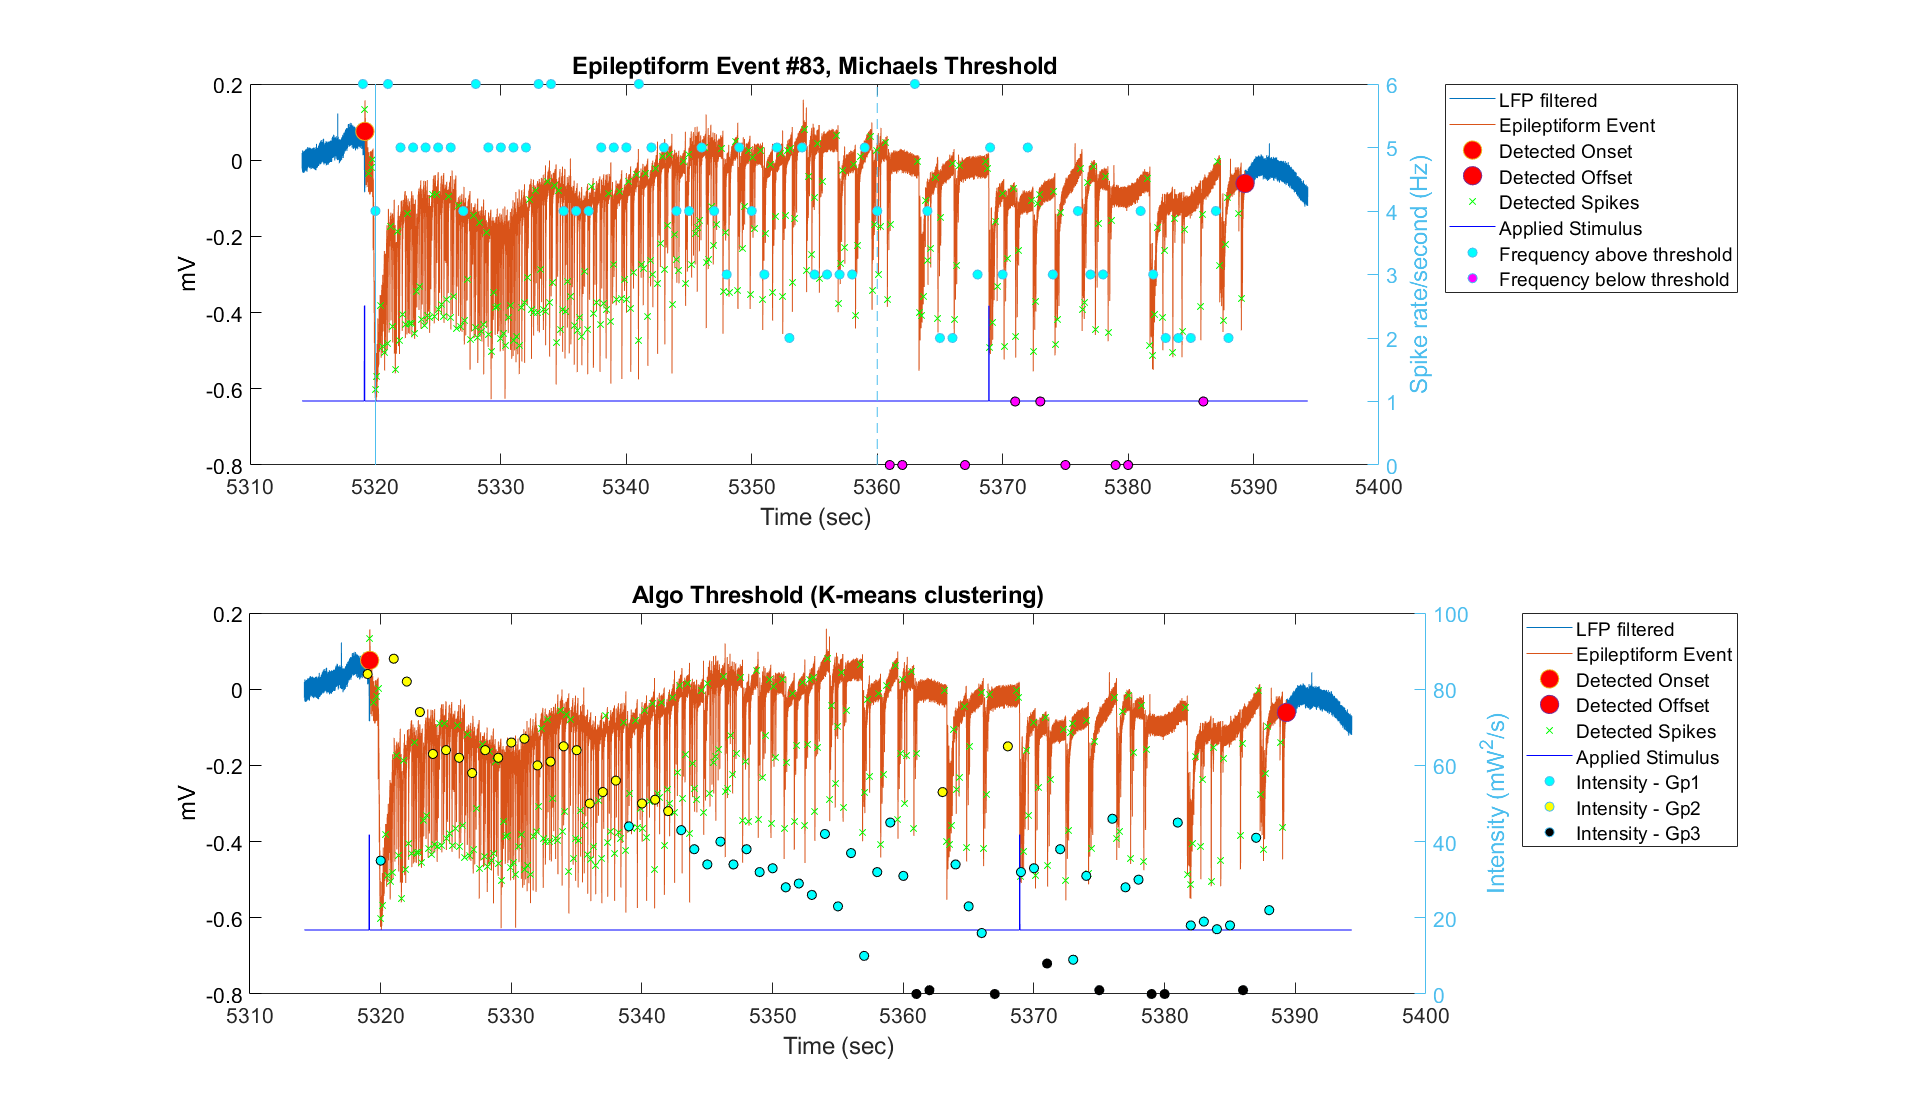 Epileptiform Event #83, Michaels Threshold
0.2
0
-0.2
-0.4
-0.6
-0.8
mV
5310
5320
5330
5340
5350
5360
5370
5380
5390
5400
Time (sec)
6
5
4
3
2
1
0
Spike rate/second (Hz)
LFP filtered
Epileptiform Event
Detected Onset
Detected Offset
Detected Spikes
Applied Stimulus
Frequency above threshold
Frequency below threshold
Algo Threshold (K-means clustering)
0.2
0
-0.2
-0.4
-0.6
-0.8
mV
5310
5320
5330
5340
5350
5360
5370
5380
5390
5400
Time (sec)
100
80
60
40
20
0
Intensity (mW²/s)
LFP filtered
Epileptiform Event
Detected Onset
Detected Offset
Detected Spikes
Applied Stimulus
Intensity - Gp1
Intensity - Gp2
Intensity - Gp3